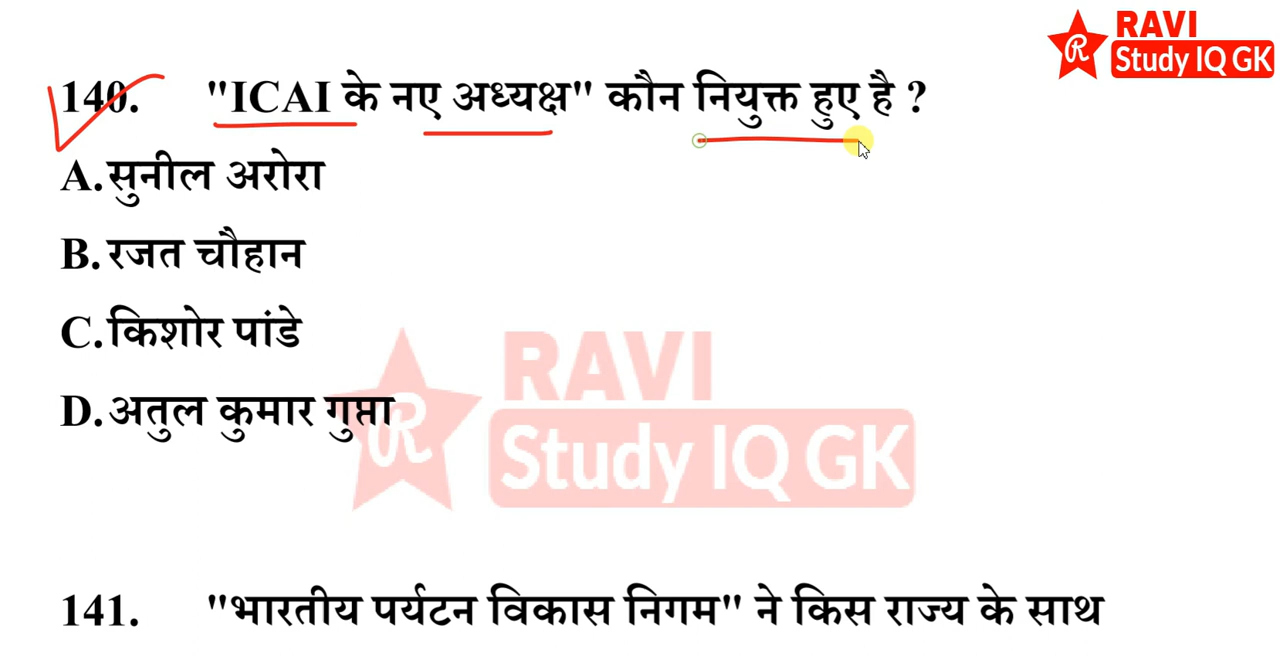 RAVI
Study IQ GK
140. "ICAI के नए अध्यक्ष" कौन नियुक्त हुए है ?
A. सुनील अरोरा
B. रजत चौहान
C. किशोर पांडे
D. अतुल कुमार गुप्ता
RAVI
Study IQ GK
141. "भारतीय पर्यटन विकास निगम" ने किस राज्य के साथ